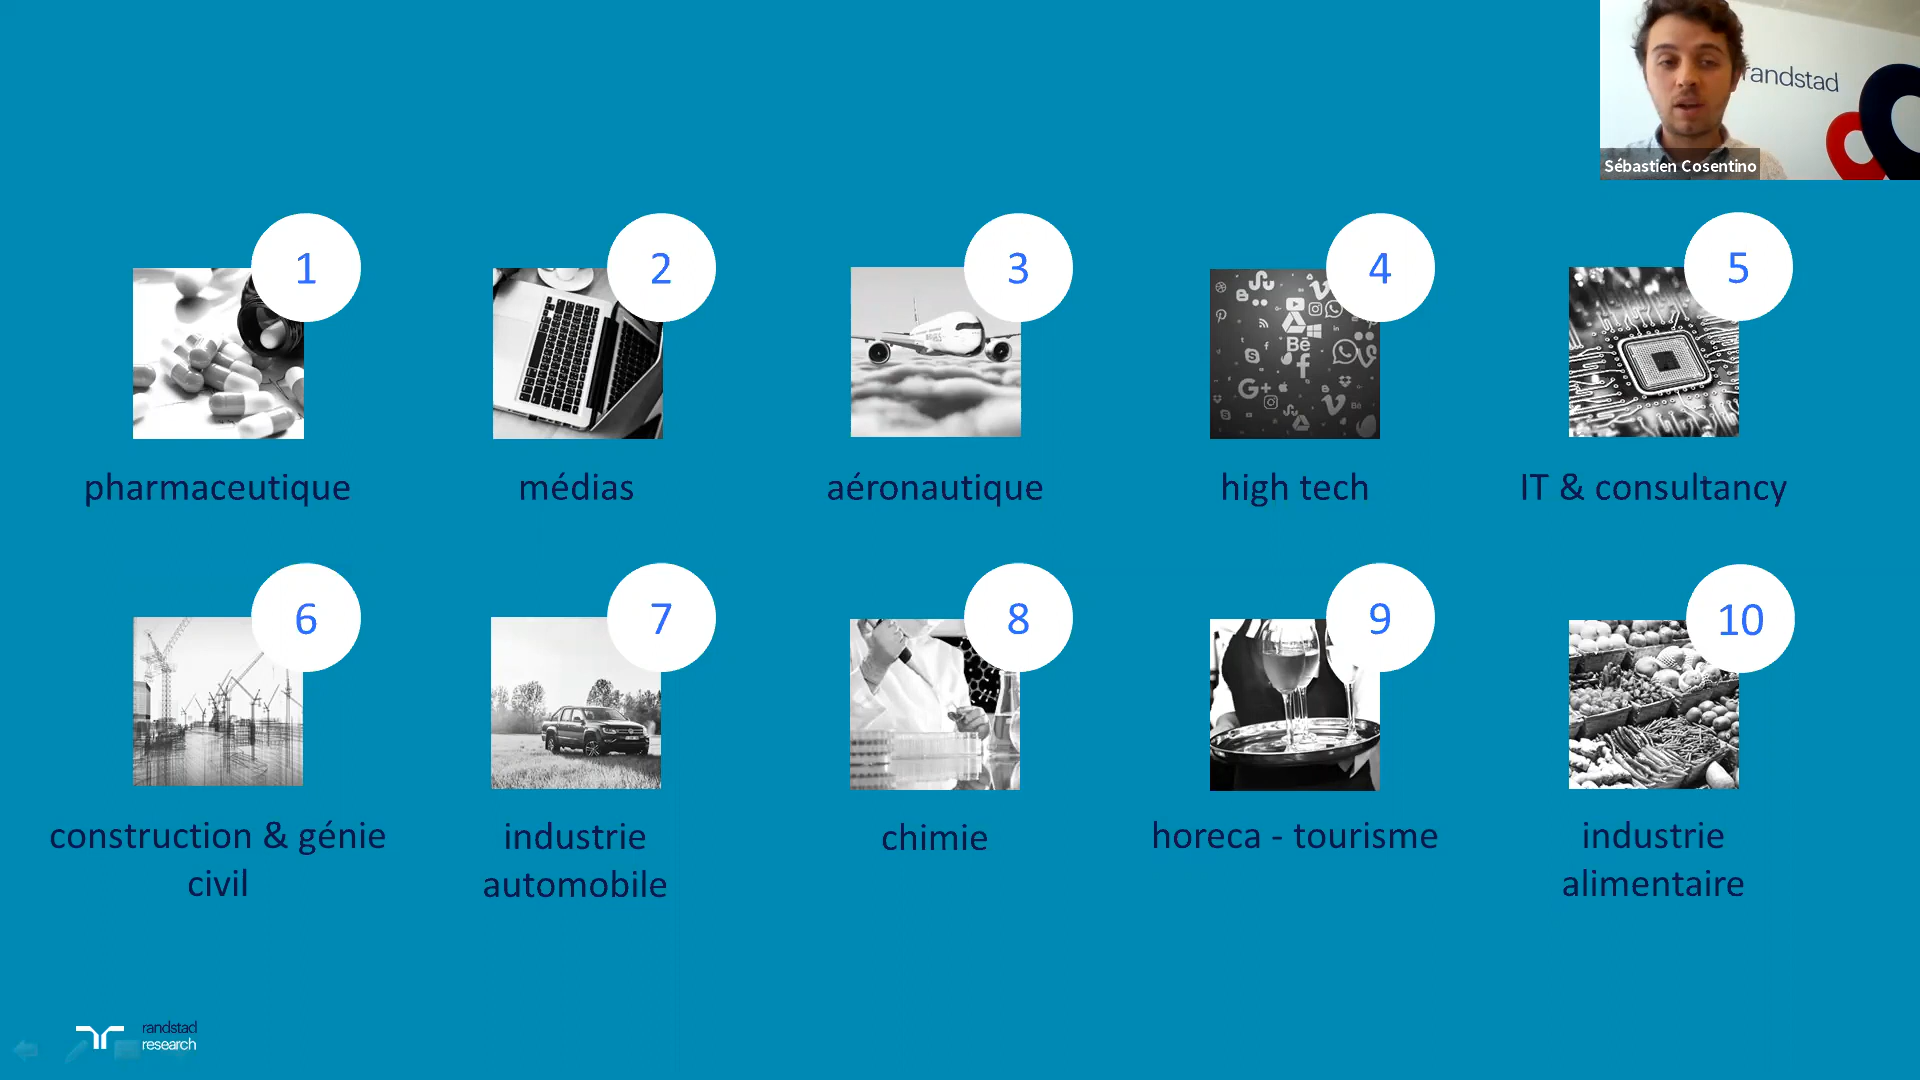 randstad
Sébastien Cosentino
1
2
3
4
5
pharmaceutique
médias
aéronautique
high tech
IT & consultancy
6
7
8
9
10
construction & génie
civil
industrie
automobile
chimie
horeca - tourisme
industrie
alimentaire
randstad
research